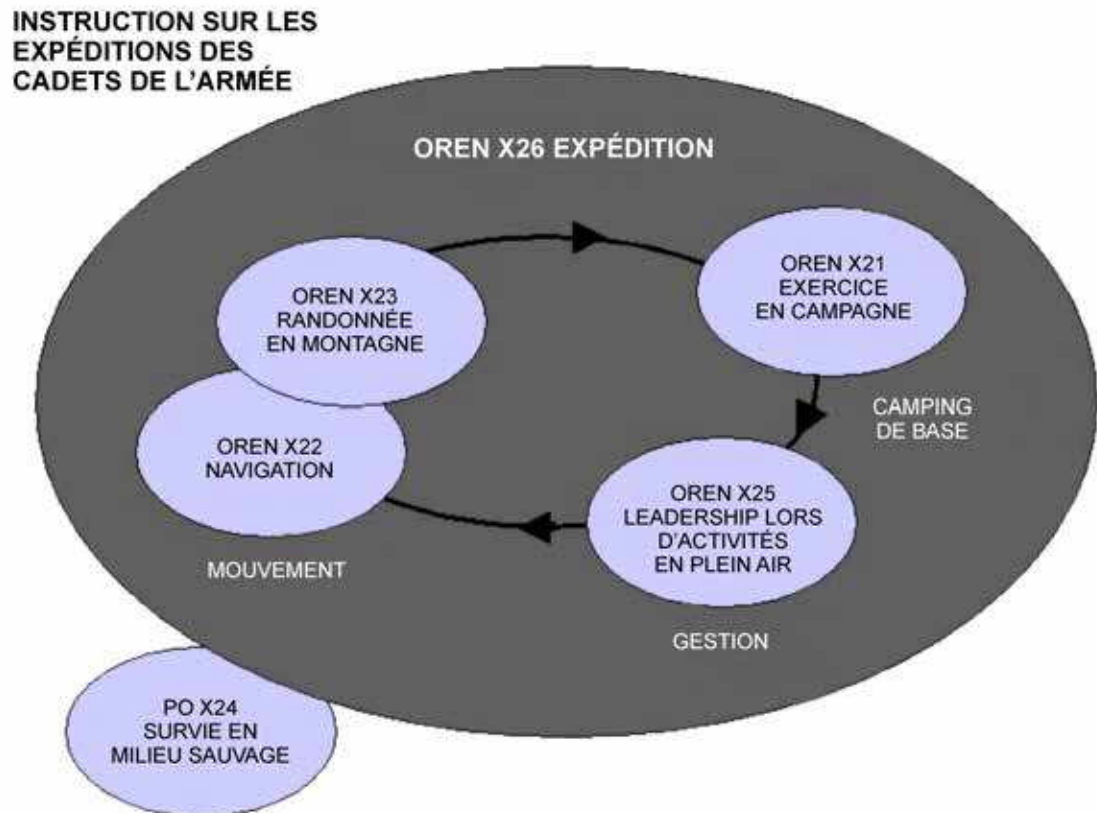 INSTRUCTION SUR LES
EXPÉDITIONS DES
CADETS DE L'ARMÉE
OREN X26 EXPÉDITION
OREN X23
RANDONNÉE
EN MONTAGNE
OREN X21
EXERCICE
EN CAMPAGNE
CAMPING
DE BASE
OREN X22
NAVIGATION
OREN X25
LEADERSHIP LORS
D'ACTIVITÉS
EN PLEIN AIR
MOUVEMENT
GESTION
PO X24
SURVIE EN
MILIEU SAUVAGE